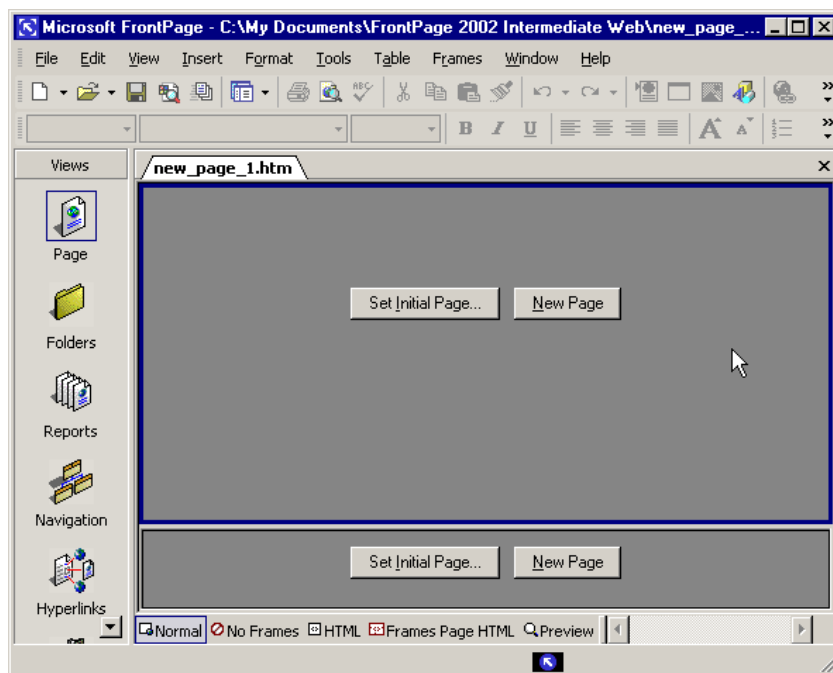 Microsoft FrontPage - C:\My Documents\FrontPage 2002 Intermediate Web\new_page_...
File Edit View Insert Format Tools Table Frames Window Help
ABC
B I U A A
Views
new_page_1.htm
Page
Set Initial Page... New Page
Folders
Reports
Navigation
Set Initial Page... New Page
Hyperlinks
Normal No Frames HTML Frames Page HTML Preview